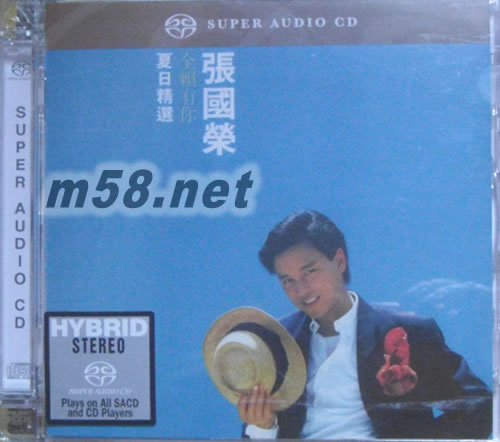 SUPER AUDIO CD
張國榮
全賴有你
夏日精選
m58.net
SUPER AUDIO CD
HYBRID
STEREO
SUPER AUDIO CD
Plays on All SACD
and CD Players